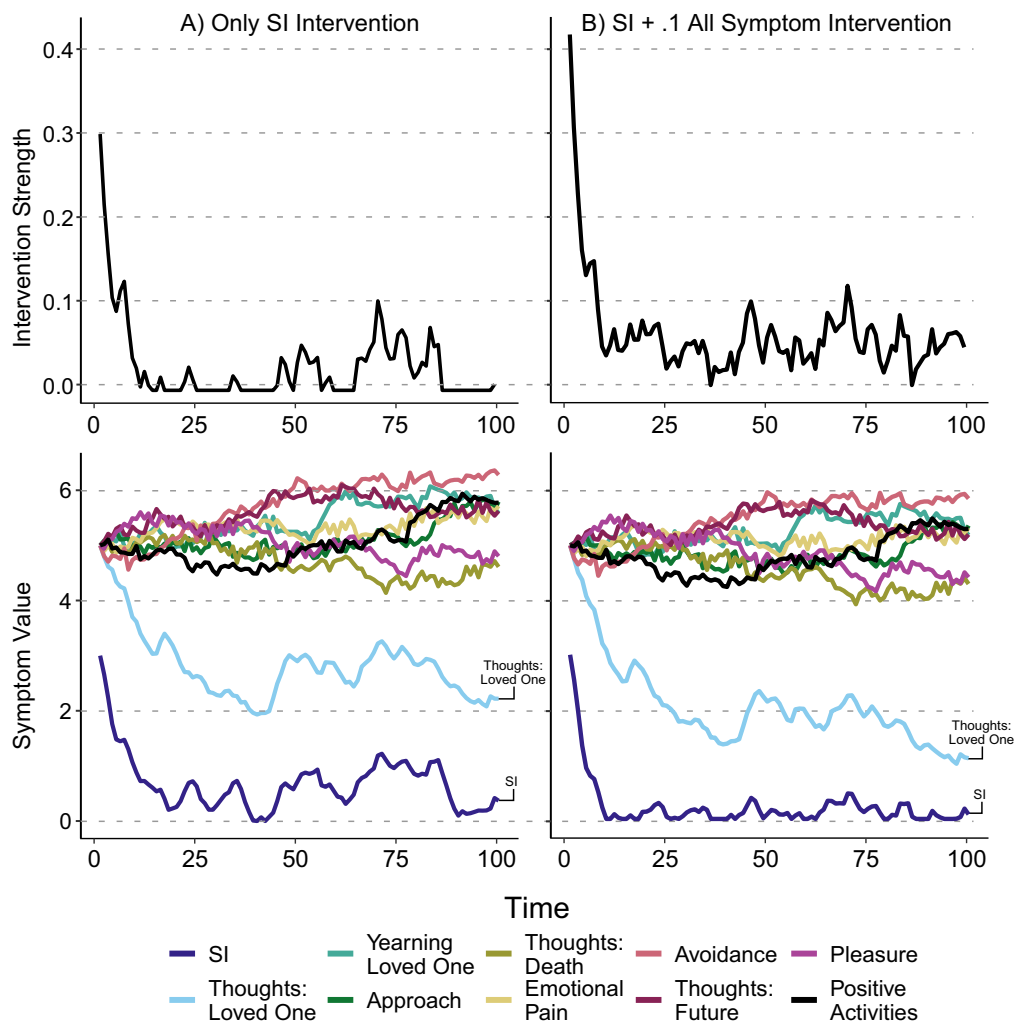 A) Only SI Intervention
B) SI + .1 All Symptom Intervention
Intervention Strength
0.4
0.3
0.2
0.1
0.0
0 25 50 75 100
0 25 50 75 100
Symptom Value
6
4
2
0
Thoughts:
Loved One
SI
Thoughts:
Loved One
SI
0 25 50 75 100
0 25 50 75 100
Time
SI
Thoughts:
Loved One
Yearning
Loved One
Approach
Thoughts:
Death
Emotional
Pain
Avoidance
Thoughts:
Future
Pleasure
Positive
Activities